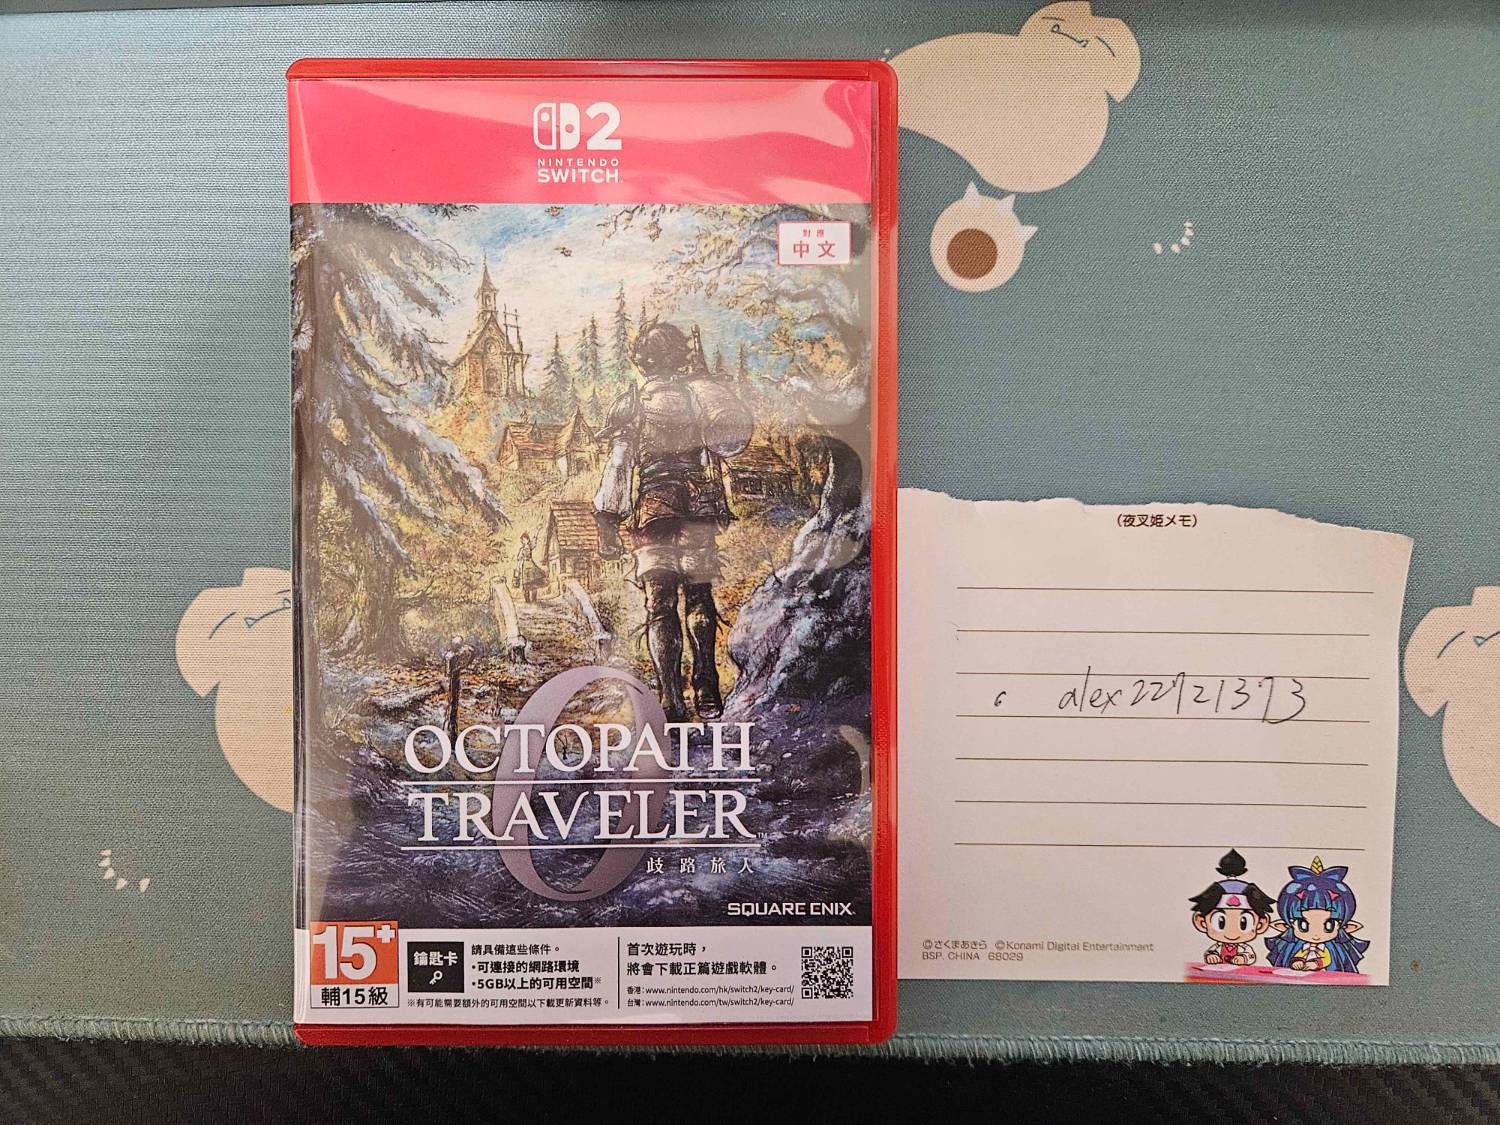 2
NINTENDO
SWITCH
對應
中文
OCTOPATH
TRAVELER™
0
歧路旅人
SQUARE ENIX.
15+
輔15級
鑰匙卡
請具備這些條件。
•可連接的網路環境
•5GB以上的可用空間※
※有可能需要額外的可用空間以下載更新資料等。
首次遊玩時，
將會下載正篇遊戲軟體。
香港：www.nintendo.com/hk/switch2/key-card/
台灣：www.nintendo.com/tw/switch2/key-card/
(夜叉姫メモ)
alex22721373
©さくまあきら ©Konami Digital Entertainment
BSP. CHINA 68029